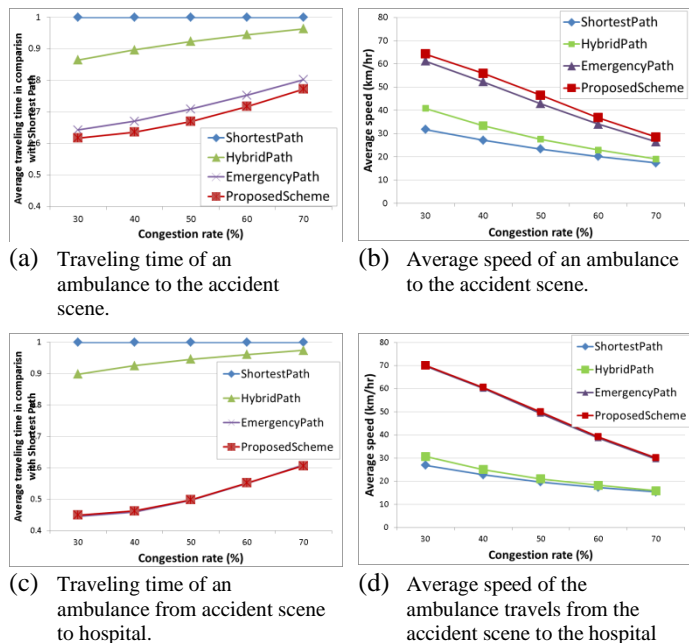 Average traveling time in comparison
with Shortest Path
1
0.9
0.8
0.7
0.6
0.5
0.4
30 40 50 60 70
Congestion rate (%)
ShortestPath
HybridPath
EmergencyPath
ProposedScheme
(a) Traveling time of an
ambulance to the accident
scene.
Average speed (km/hr)
80
70
60
50
40
30
20
10
0
30 40 50 60 70
Congestion rate (%)
ShortestPath
HybridPath
EmergencyPath
ProposedScheme
(b) Average speed of an ambulance
to the accident scene.
Average traveling time in comparisn
with Shortest Path
1
0.9
0.5
0.4
30 40 50 60 70
Congestion rate (%)
ShortestPath
HybridPath
EmergencyPath
ProposedScheme
(c) Traveling time of an
ambulance from accident scene
to hospital.
Average speed (km/hr)
80
70
60
50
40
30
20
10
0
30 40 50 60 70
Congestion rate (%)
ShortestPath
HybridPath
EmergencyPath
ProposedScheme
(d) Average speed of the
ambulance travels from the
accident scene to the hospital